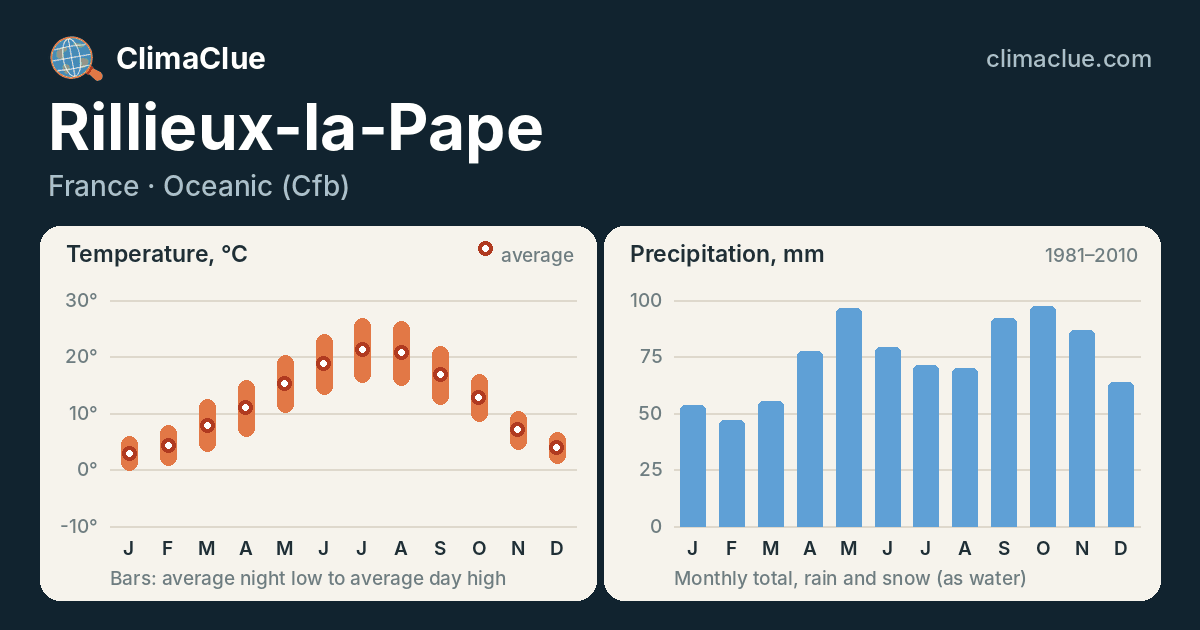 ClimaClue
climaclue.com
Rillieux-la-Pape
France · Oceanic (Cfb)
Temperature, °C
average
30°
20°
10°
0°
-10°
J F M A M J J A S O N D
Bars: average night low to average day high
Precipitation, mm
1981–2010
100
75
50
25
0
J F M A M J J A S O N D
Monthly total, rain and snow (as water)